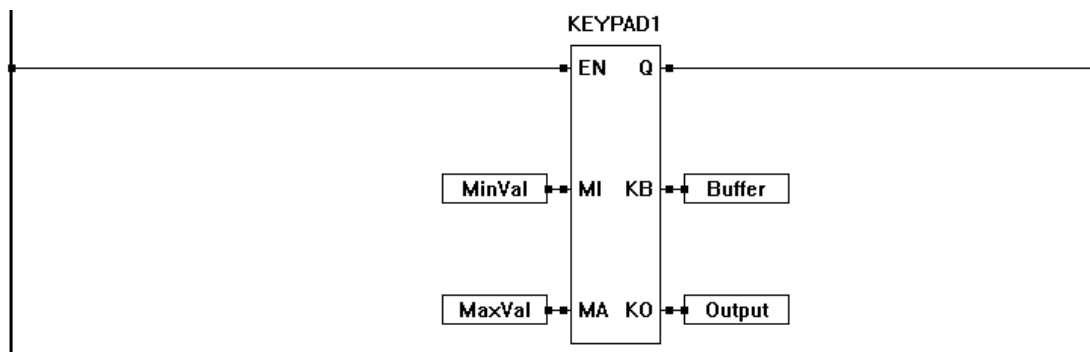 KEYPAD1
EN Q
MinVal MI KB Buffer
MaxVal MA KO Output